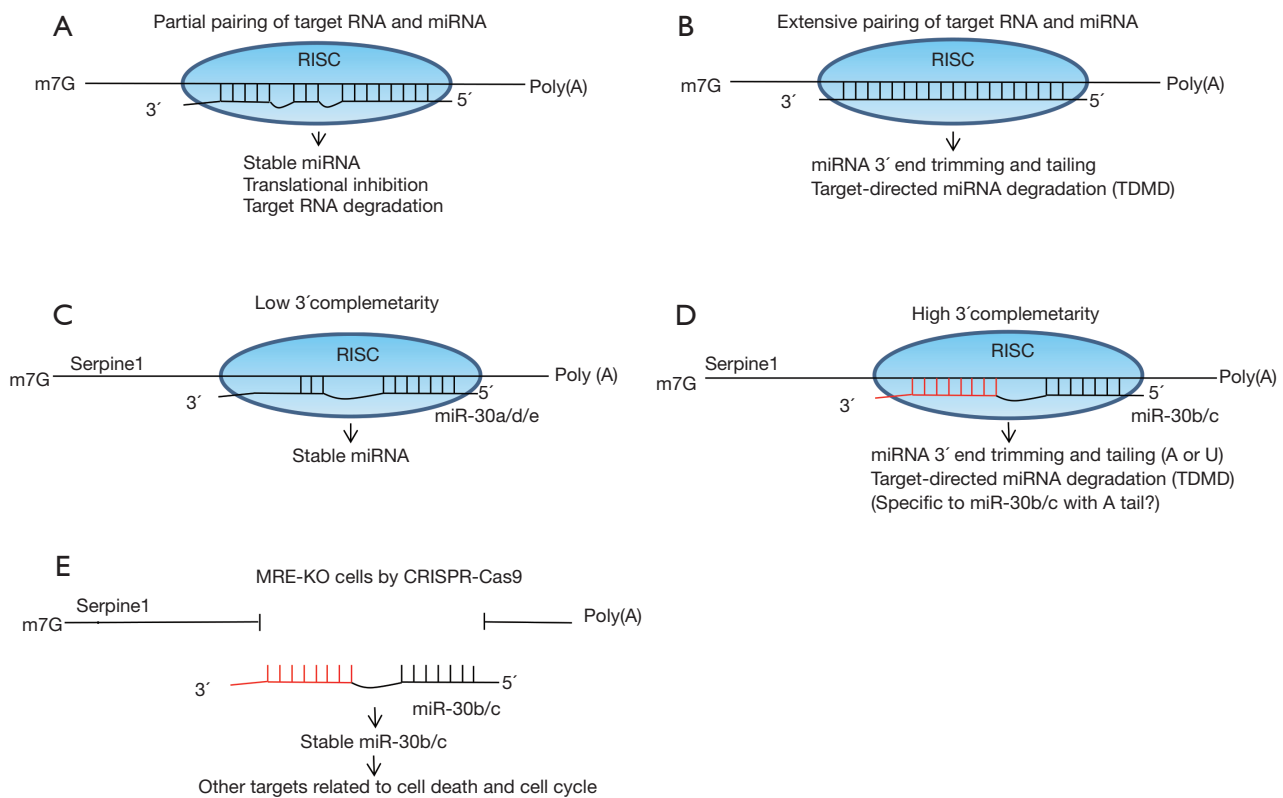 A
Partial pairing of target RNA and miRNA
RISC
m7G
Poly(A)
3´
5´
Stable miRNA
Translational inhibition
Target RNA degradation
B
Extensive pairing of target RNA and miRNA
RISC
m7G
Poly(A)
3´
5´
miRNA 3´ end trimming and tailing
Target-directed miRNA degradation (TDMD)
C
Low 3´complemetarity
RISC
Serpine1
m7G
Poly (A)
3´
5´
miR-30a/d/e
Stable miRNA
D
High 3´complemetarity
RISC
Serpine1
m7G
Poly(A)
3´
5´
miR-30b/c
miRNA 3´ end trimming and tailing (A or U)
Target-directed miRNA degradation (TDMD)
(Specific to miR-30b/c with A tail?)
E
MRE-KO cells by CRISPR-Cas9
Serpine1
m7G
Poly(A)
3´
5´
miR-30b/c
Stable miR-30b/c
Other targets related to cell death and cell cycle